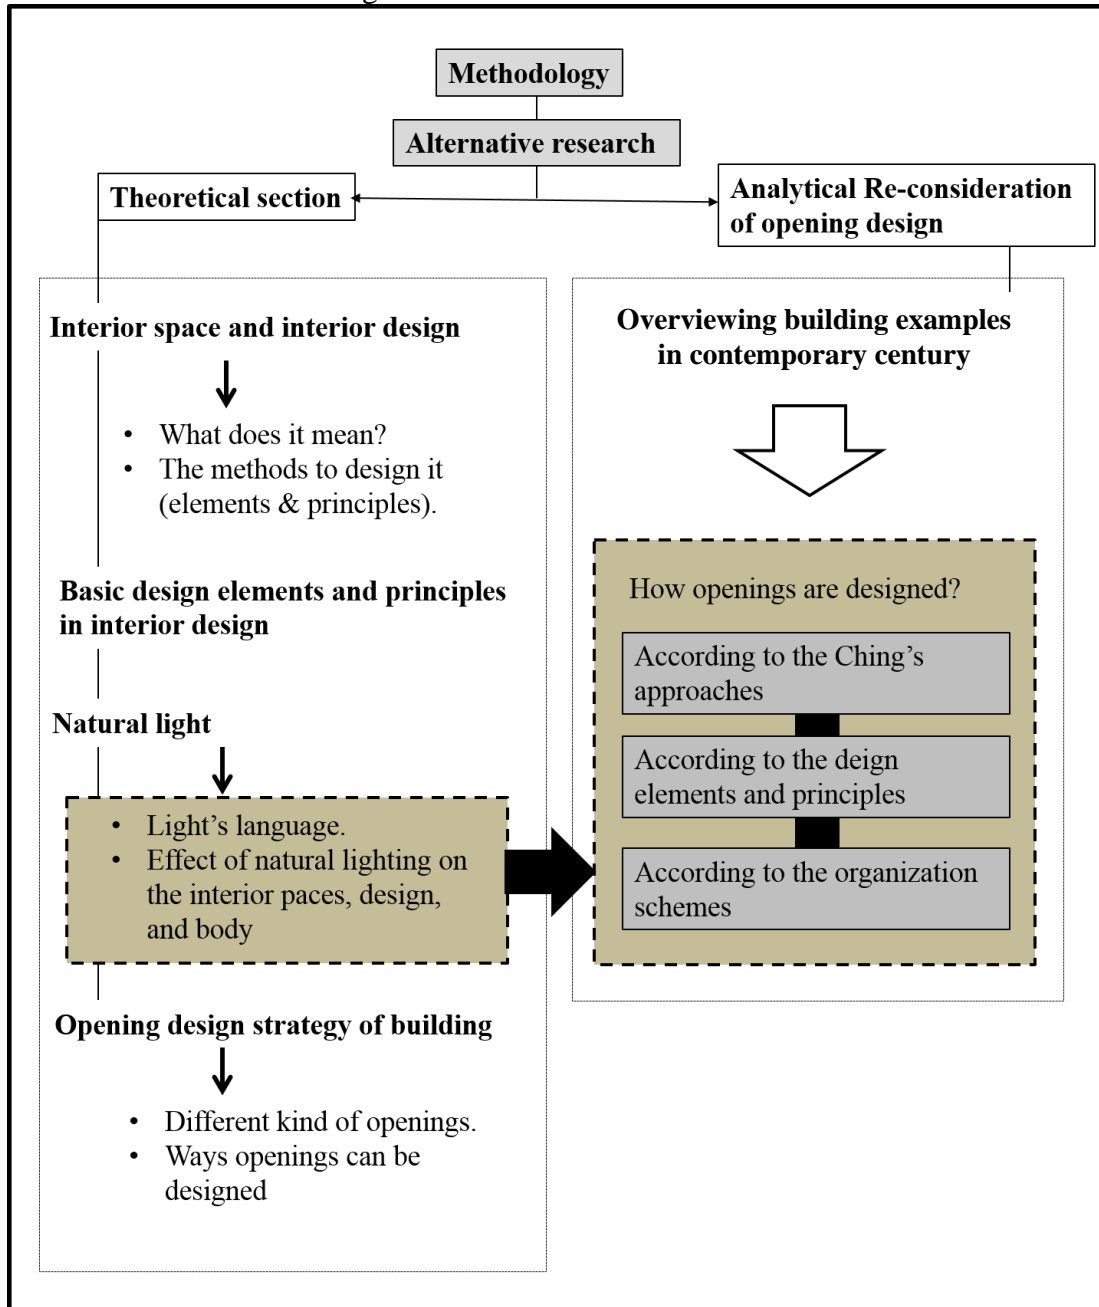 Methodology
Alternative research
Theoretical section
Analytical Re-consideration
of opening design
Interior space and interior design
• What does it mean?
• The methods to design it
(elements & principles).
Basic design elements and principles
in interior design
Natural light
• Light’s language.
• Effect of natural lighting on
the interior paces, design,
and body
Opening design strategy of building
• Different kind of openings.
• Ways openings can be
designed
Overviewing building examples
in contemporary century
How openings are designed?
According to the Ching’s
approaches
According to the deign
elements and principles
According to the organization
schemes